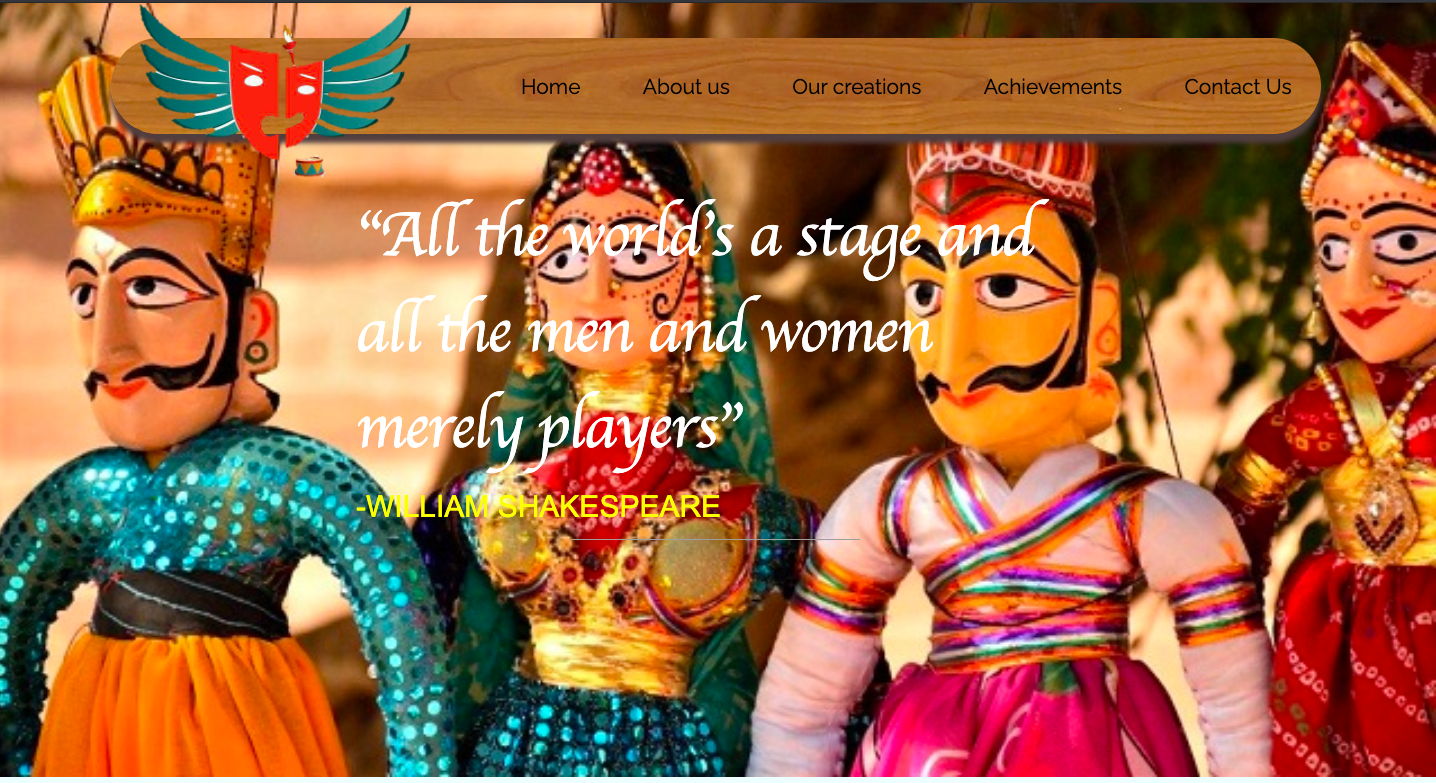 Home About us Our creations Achievements Contact Us
“All the world's a stage and
all the men and women
merely players”
-WILLIAM SHAKESPEARE